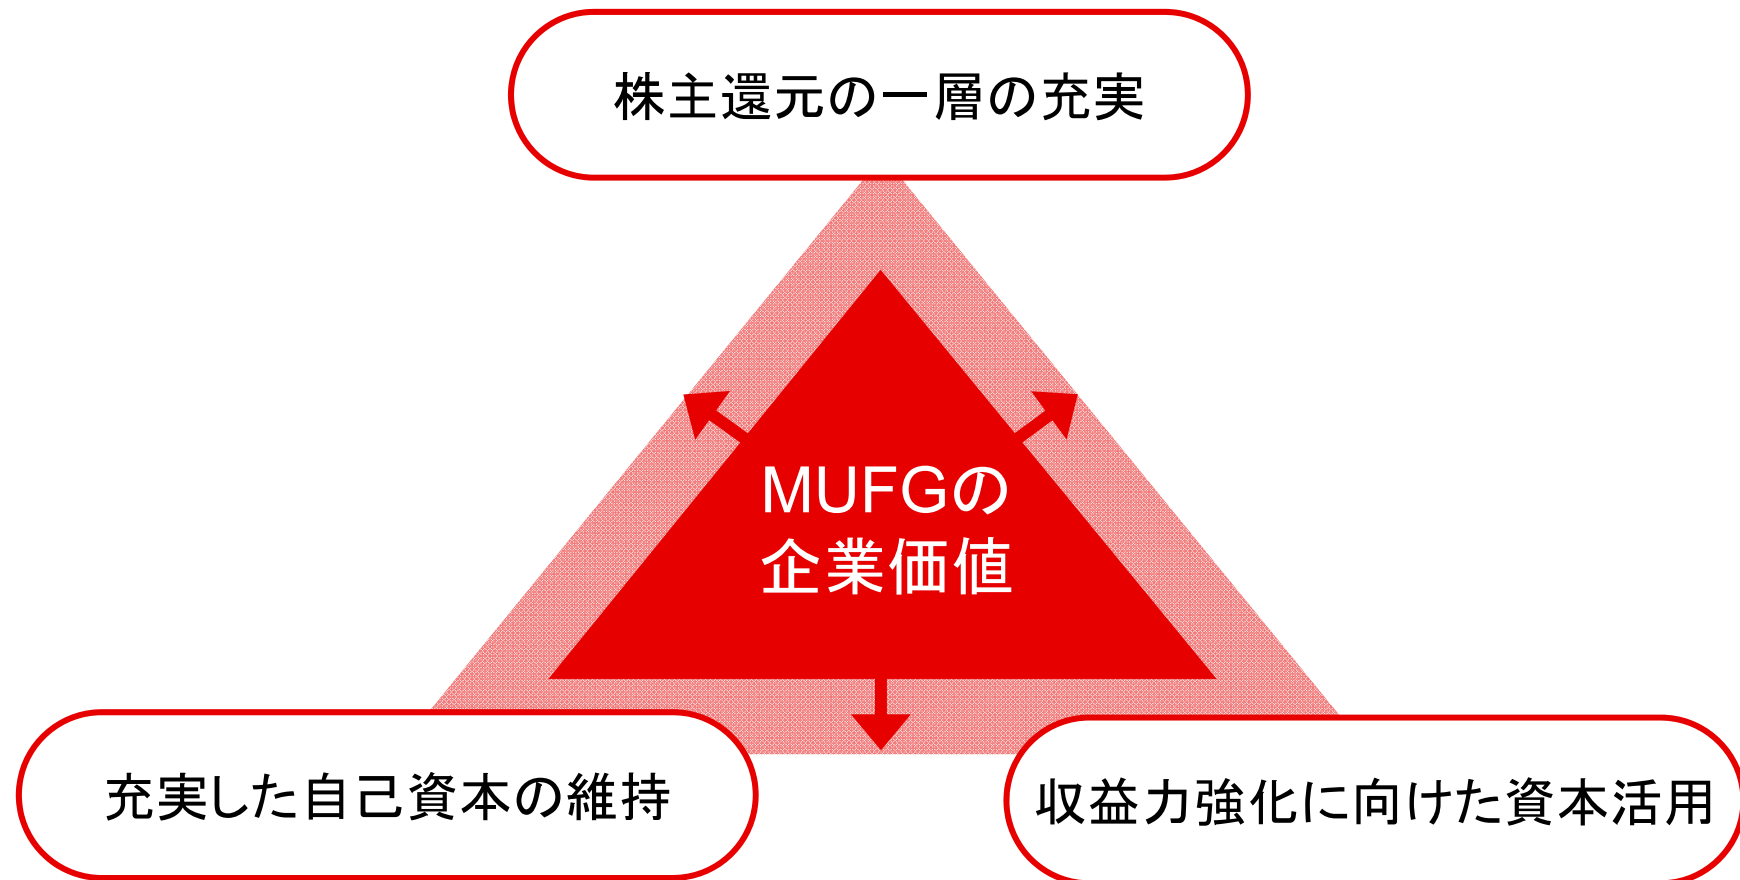 株主還元の一層の充実
MUFGの
企業価値
充実した自己資本の維持
収益力強化に向けた資本活用